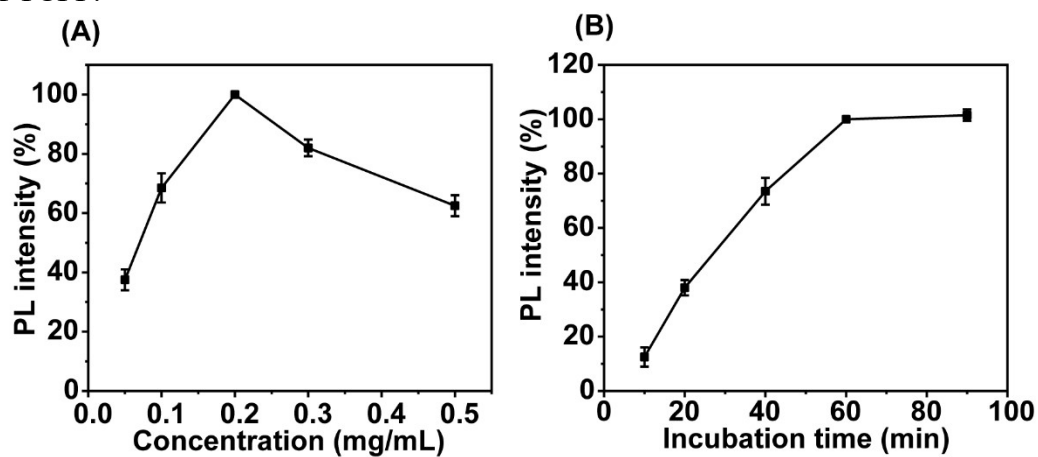 (A)
PL intensity (%)
100
80
60
40
20
0
0.0 0.1 0.2 0.3 0.4 0.5
Concentration (mg/mL)
(B)
PL intensity (%)
120
100
80
60
40
20
0
0 20 40 60 80 100
Incubation time (min)